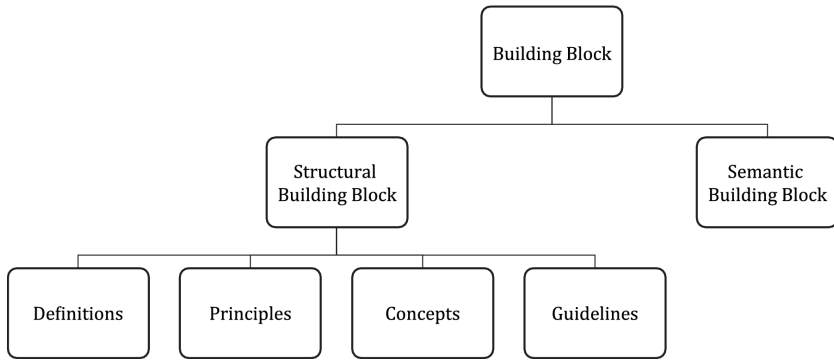 Building Block
Structural
Building Block
Semantic
Building Block
Definitions
Principles
Concepts
Guidelines